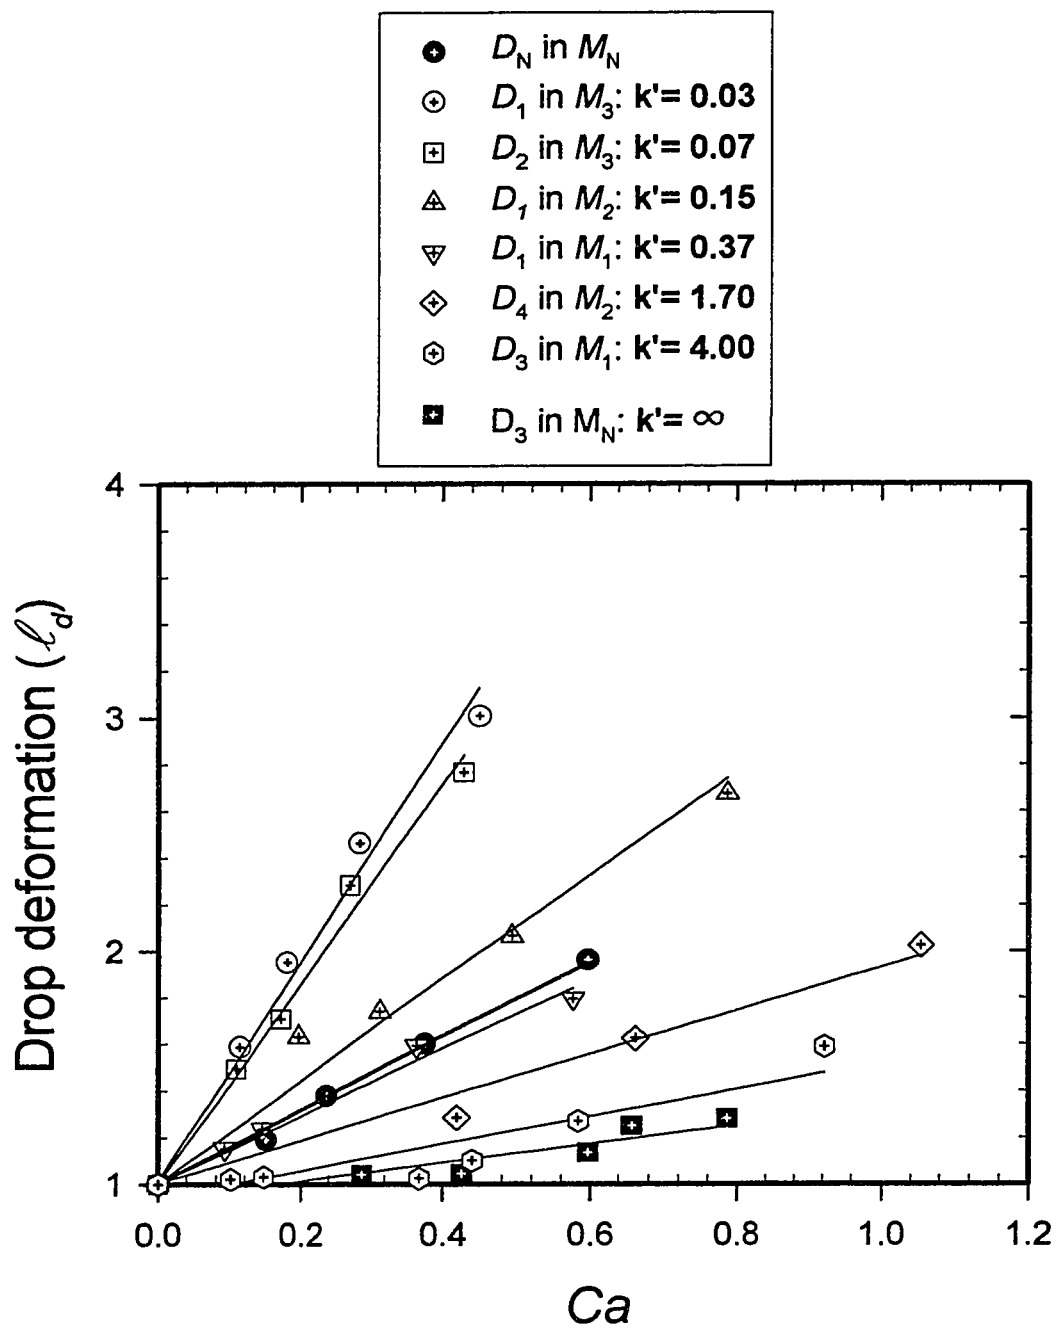 D_N in M_N
D_1 in M_3: k'= 0.03
D_2 in M_3: k'= 0.07
D_1 in M_2: k'= 0.15
D_1 in M_1: k'= 0.37
D_4 in M_2: k'= 1.70
D_3 in M_1: k'= 4.00
D_3 in M_N: k'= ∞
4
3
2
1
Drop deformation (ℓ_d)
0.0 0.2 0.4 0.6 0.8 1.0 1.2
Ca